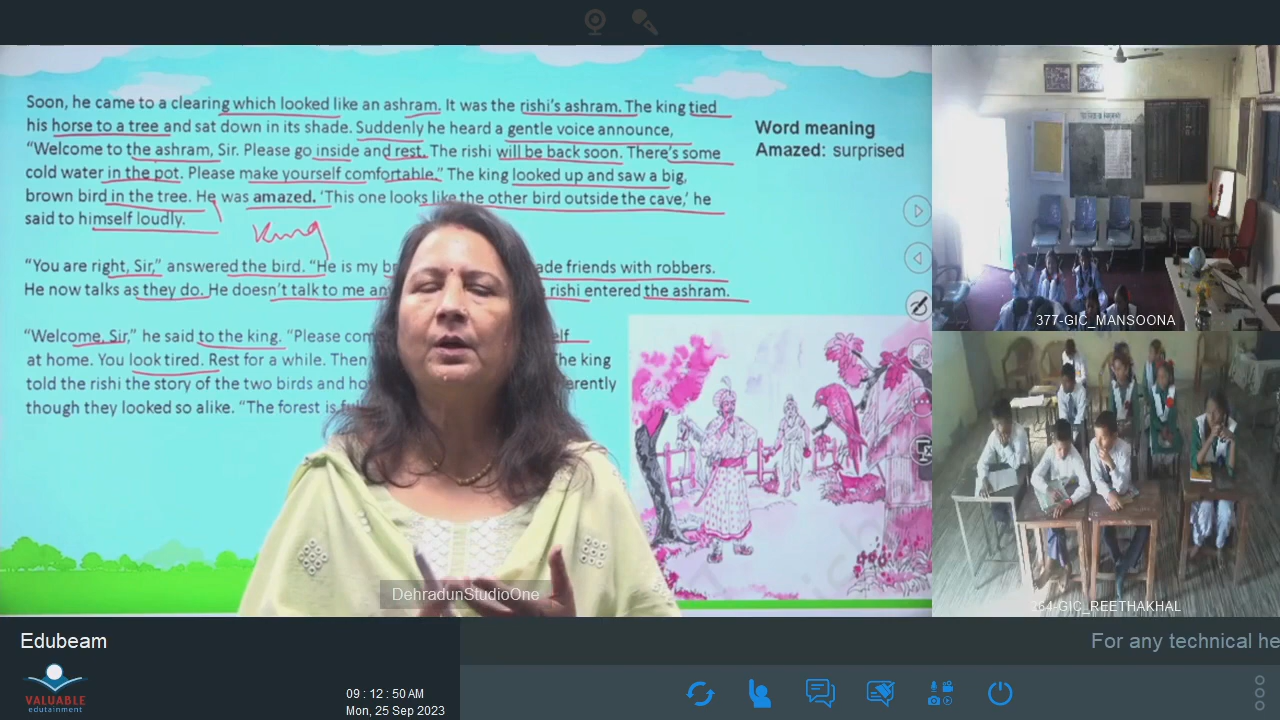 Soon, he came to a clearing which looked like an ashram. It was the rishi's ashram. The king tied
his horse to a tree and sat down in its shade. Suddenly he heard a gentle voice announce,
"Welcome to the ashram, Sir. Please go inside and rest. The rishi will be back soon. There's some
cold water in the pot. Please make yourself comfortable." The king looked up and saw a big,
brown bird in the tree. He was amazed. 'This one looks like the other bird outside the cave,' he
said to himself loudly.
King
"You are right, Sir," answered the bird. "He is my ade friends with robbers.
He now talks as they do. He doesn't talk to me rishi entered the ashram.
"Welcome, Sir," he said to the king. "Please
at home. You look tired. Rest for a while. he king
told the rishi the story of the two birds and
though they looked so alike. "The forest is
Word meaning
Amazed: surprised
377-GIC_MANSOONA
264-GIC_REETHAKHAL
DehradunStudioOne
Edubeam
VALUABLE
edutainment
09 : 12 : 50 AM
Mon, 25 Sep 2023
For any technical he